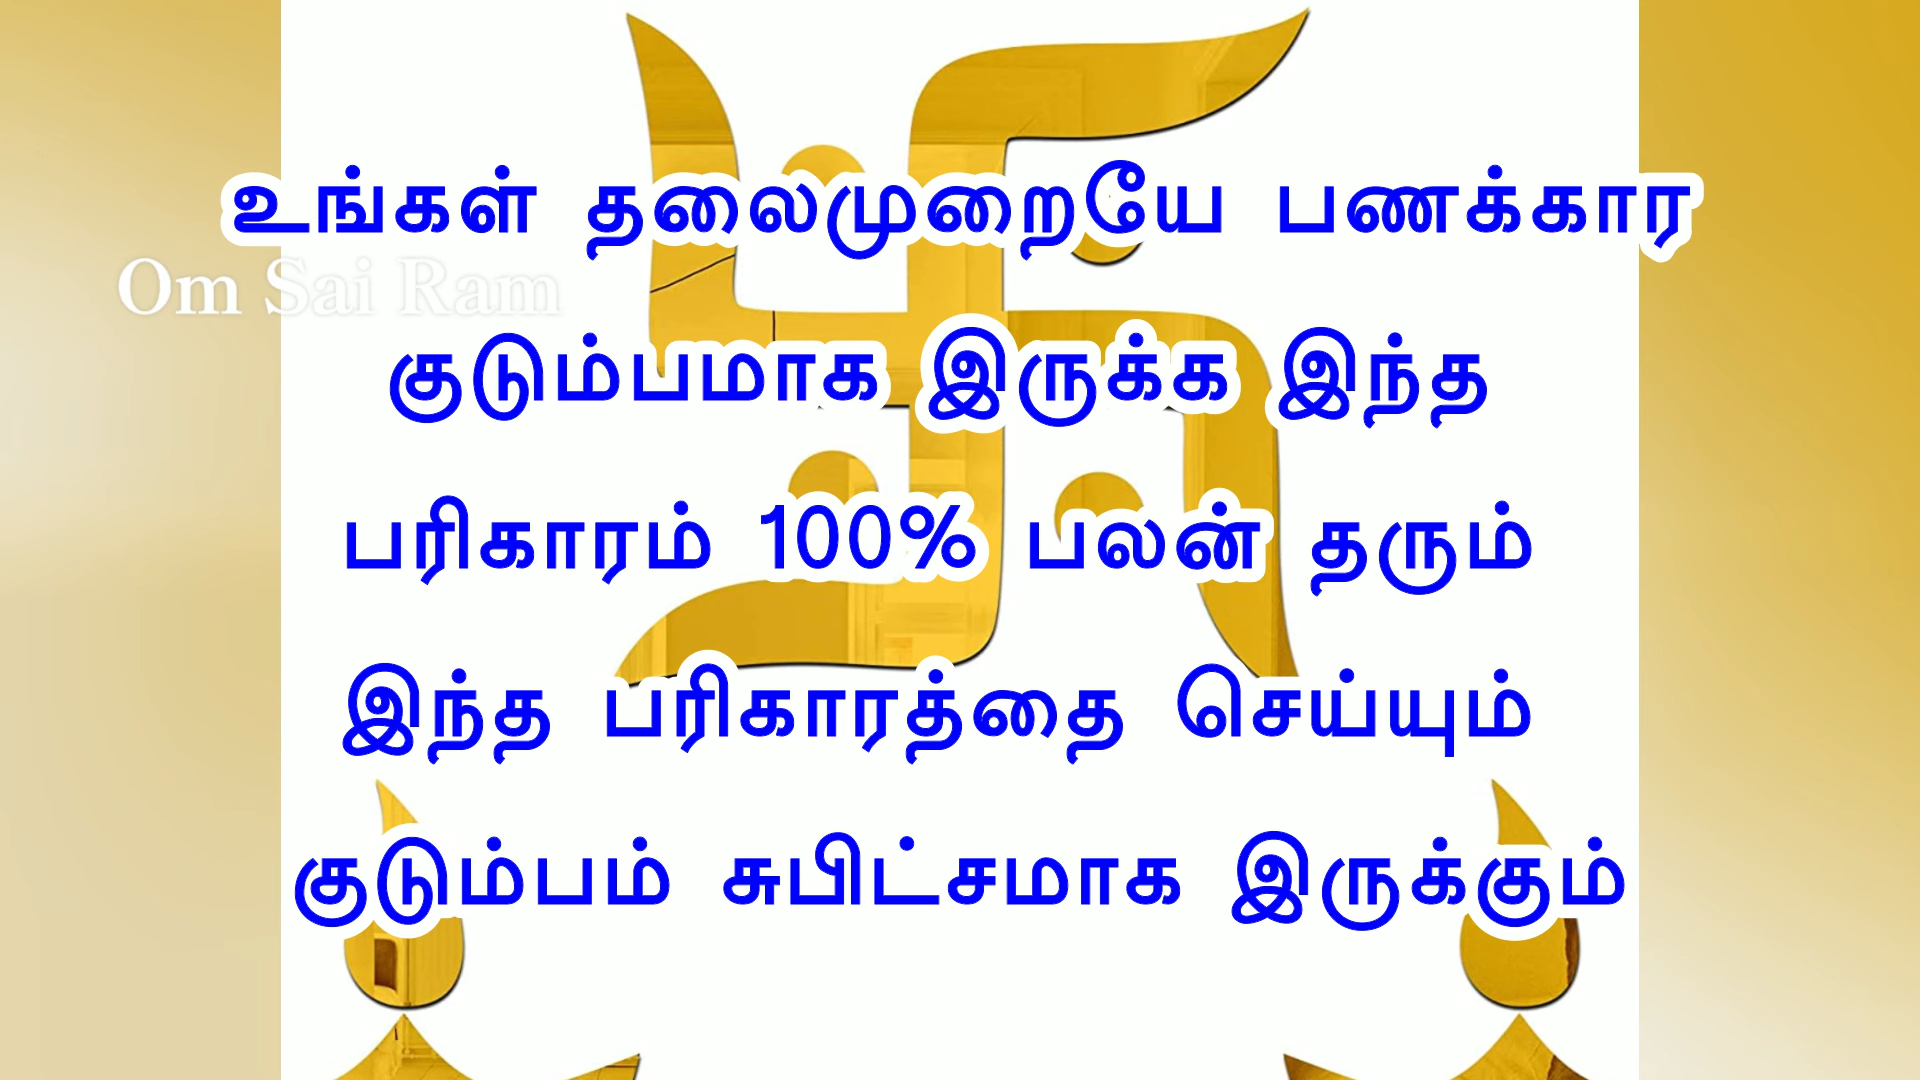 உங்கள் தலைமுறையே பணக்கார
Om Sai Ram
குடும்பமாக இருக்க இந்த
பரிகாரம் 100% பலன் தரும்
இந்த பரிகாரத்தை செய்யும்
குடும்பம் சுபிட்சமாக இருக்கும்